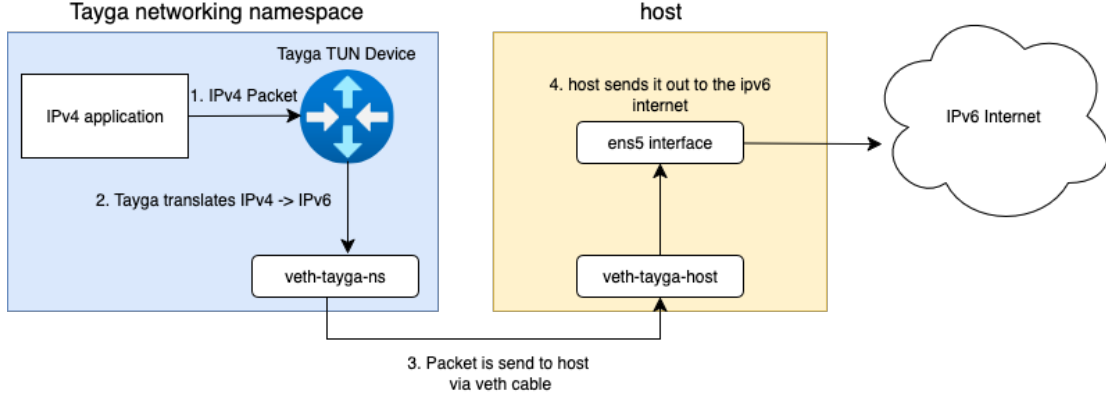 Tayga networking namespace
host
Tayga TUN Device
IPv4 application
1. IPv4 Packet
2. Tayga translates IPv4 -> IPv6
veth-tayga-ns
3. Packet is send to host
via veth cable
veth-tayga-host
ens5 interface
4. host sends it out to the ipv6
internet
IPv6 Internet